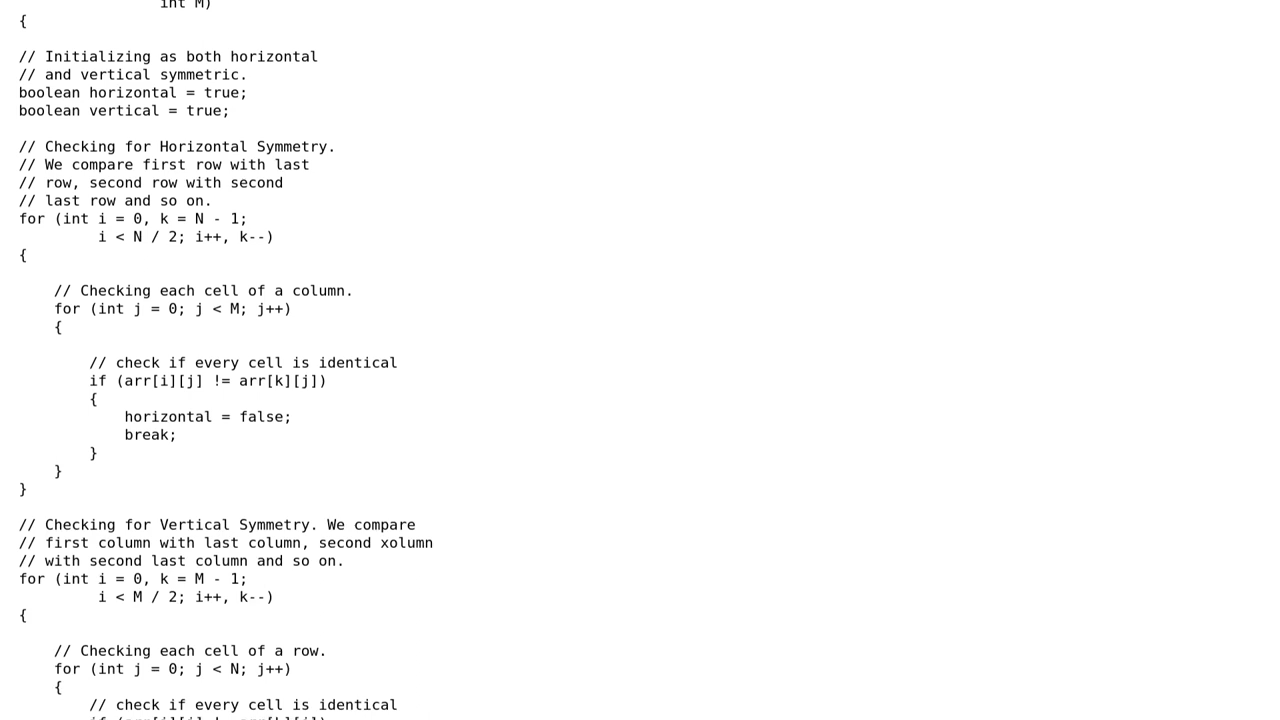 int M)
{
// Initializing as both horizontal
// and vertical symmetric.
boolean horizontal = true;
boolean vertical = true;
// Checking for Horizontal Symmetry.
// We compare first row with last
// row, second row with second
// last row and so on.
for (int i = 0, k = N - 1;
i < N / 2; i++, k--)
{
// Checking each cell of a column.
for (int j = 0; j < M; j++)
{
// check if every cell is identical
if (arr[i][j] != arr[k][j])
{
horizontal = false;
break;
}
}
}
// Checking for Vertical Symmetry. We compare
// first column with last column, second xolumn
// with second last column and so on.
for (int i = 0, k = M - 1;
i < M / 2; i++, k--)
{
// Checking each cell of a row.
for (int j = 0; j < N; j++)
{
// check if every cell is identical